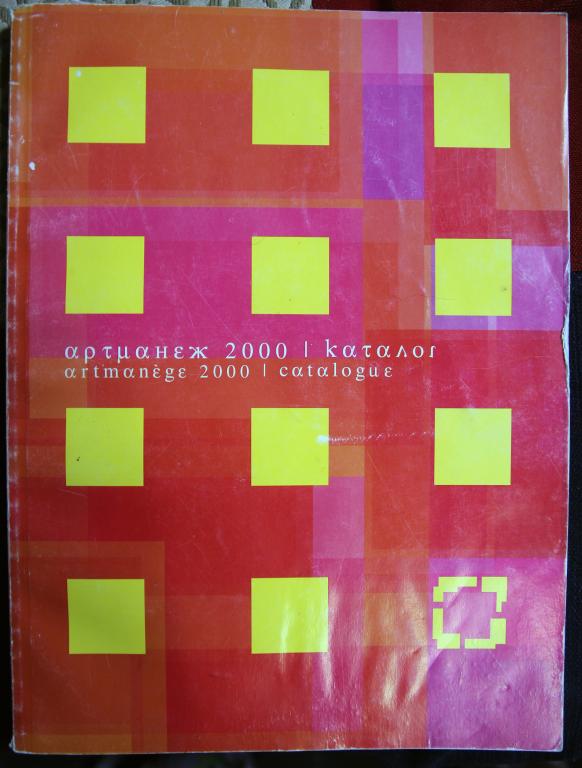 артманеж 2000 | каталог
artmanège 2000 | catalogue